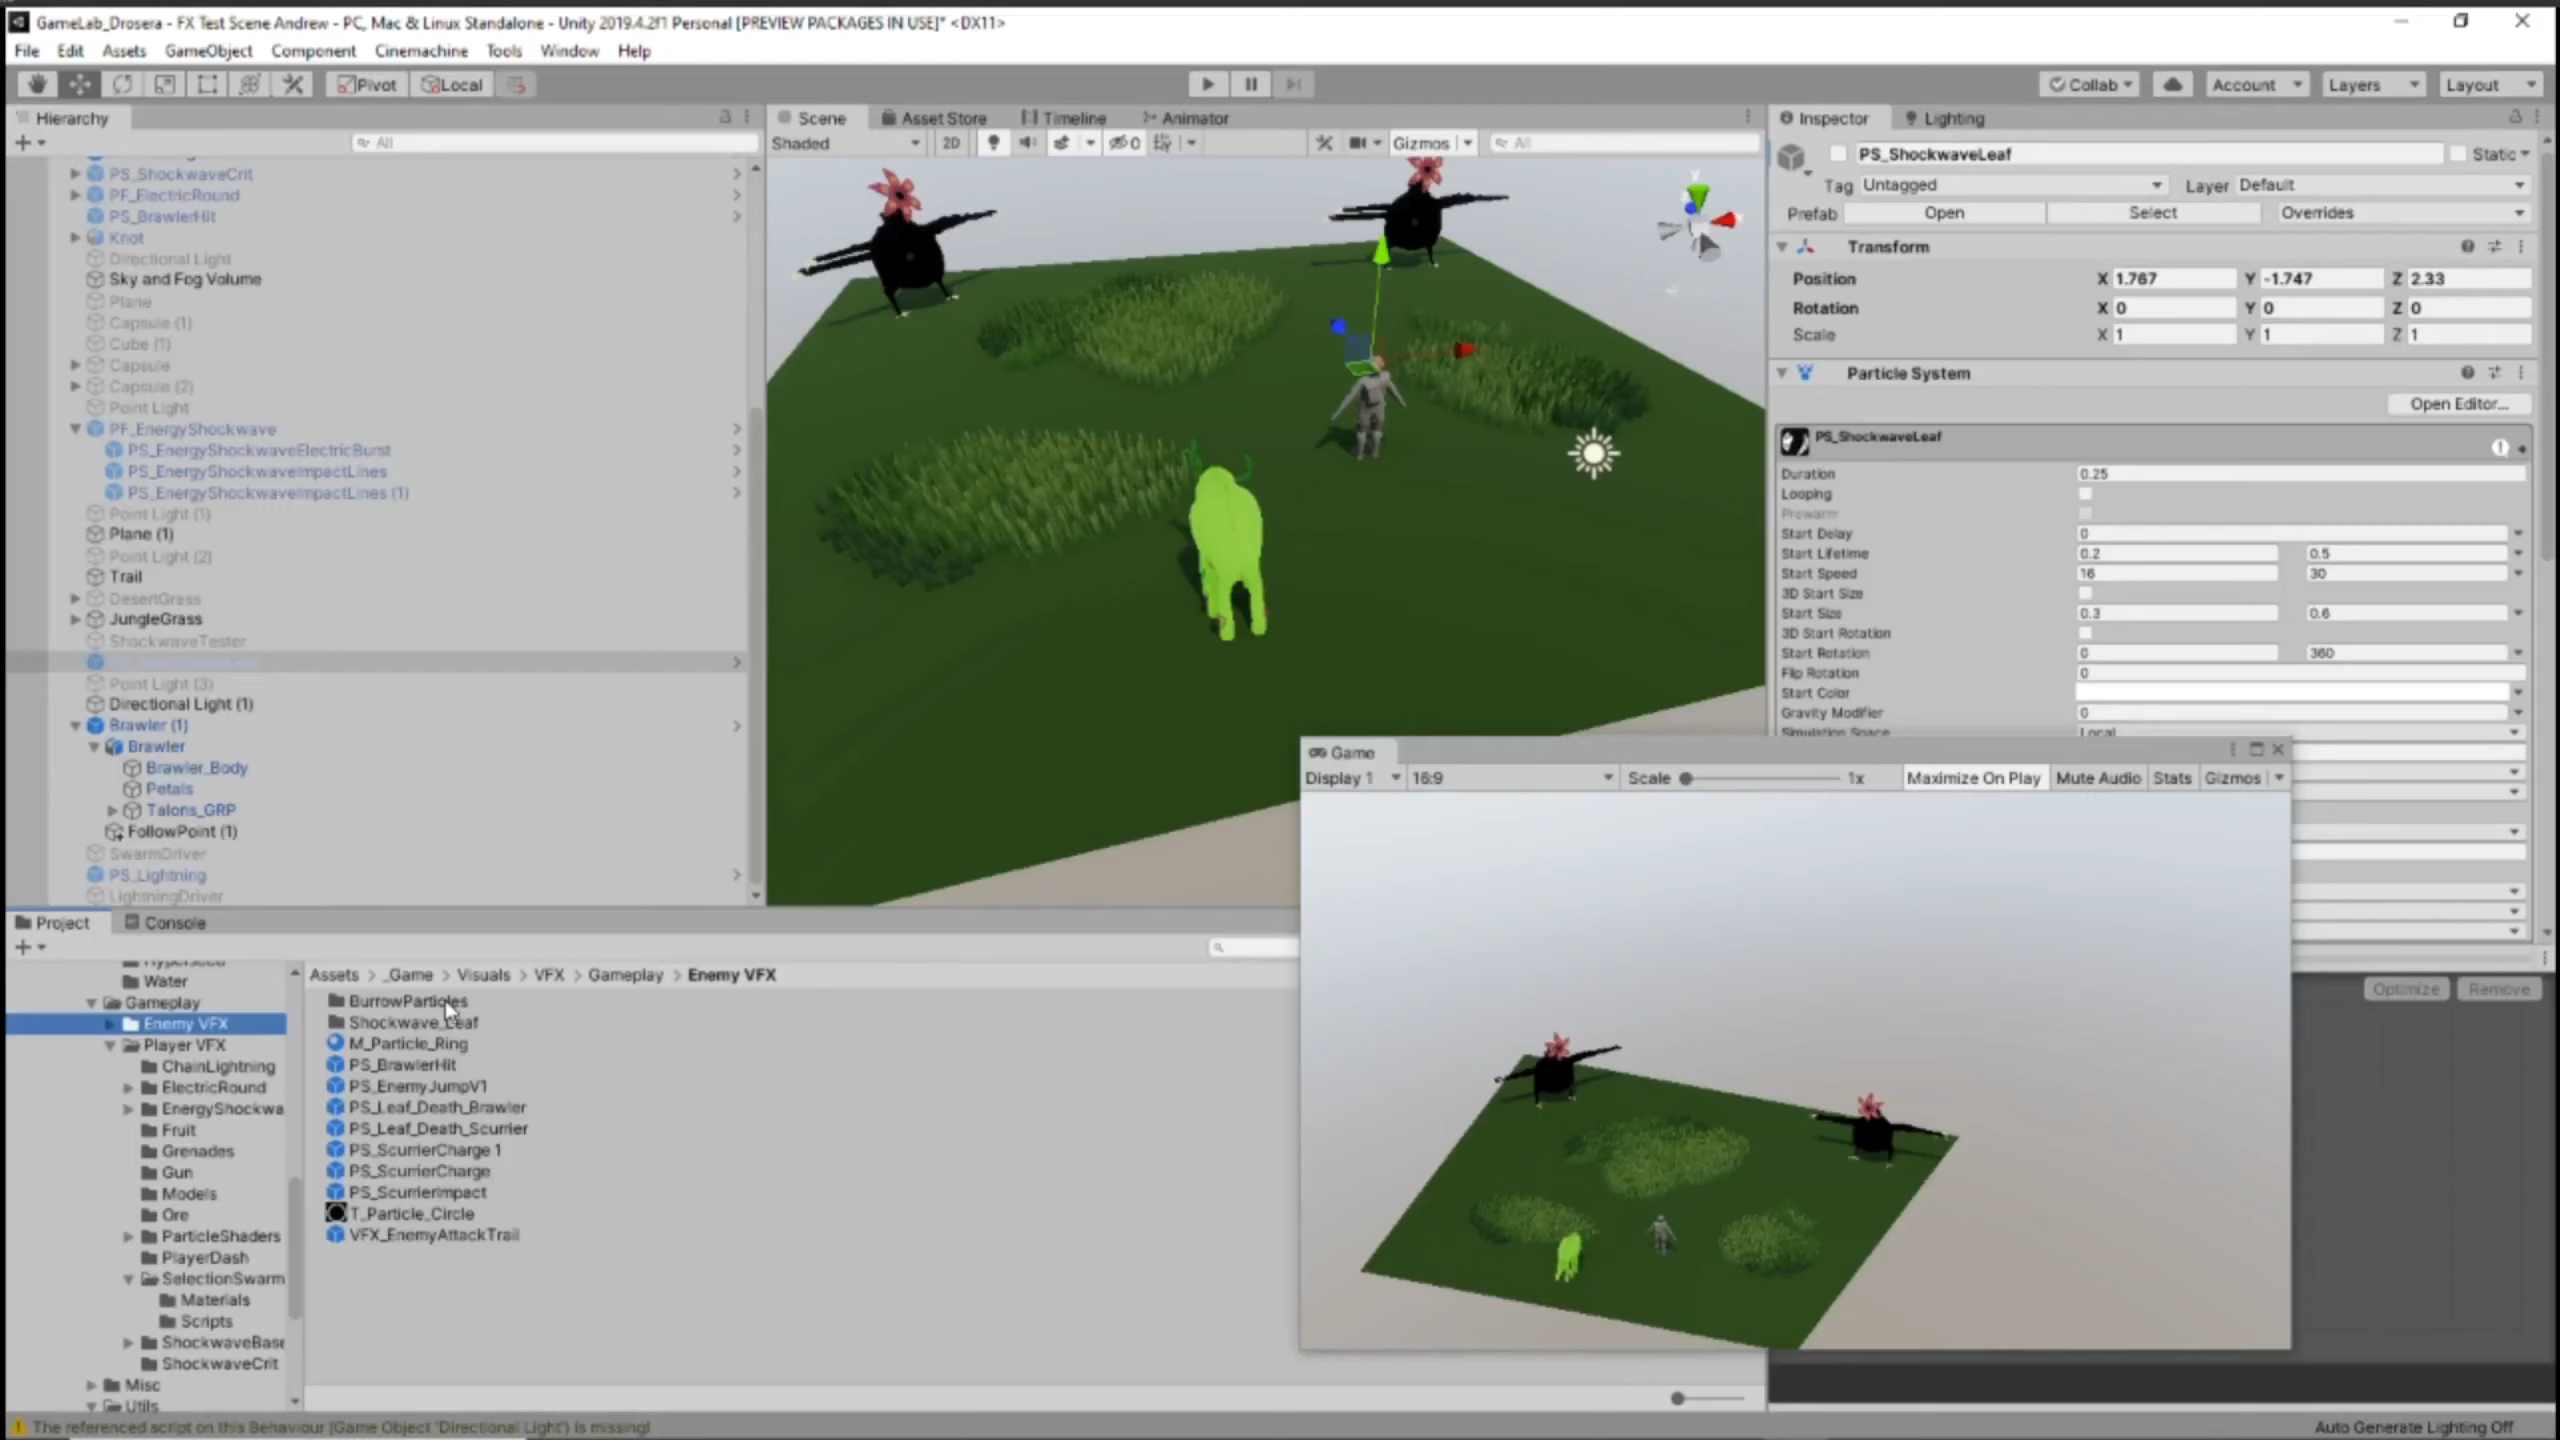 GameLab_Drosera - FX Test Scene Andrew - PC, Mac & Linux Standalone - Unity 2019.4.2f1 Personal [PREVIEW PACKAGES IN USE]* <DX11>
File Edit Assets GameObject Component Cinemachine Tools Window Help
Pivot Local Collab Account Layers Layout
Hierarchy
All
PS_ShockwaveCrit
PF_ElectricRound
PS_BrawlerHit
Knot
Directional Light
Sky and Fog Volume
Plane
Capsule (1)
Cube (1)
Capsule
Capsule (2)
Point Light
PF_EnergyShockwave
PS_EnergyShockwaveElectricBurst
PS_EnergyShockwaveImpactLines
PS_EnergyShockwaveImpactLines (1)
Point Light (1)
Plane (1)
Point Light (2)
Trail
DesertGrass
JungleGrass
ShockwaveTester
Point Light (3)
Directional Light (1)
Brawler (1)
Brawler
Brawler_Body
Petals
Talons_GRP
FollowPoint (1)
SwarmDriver
PS_Lightning
LightningDriver
Scene Asset Store Timeline Animator
Shaded 2D 0 Gizmos All
y
Inspector Lighting
PS_ShockwaveLeaf Static
Tag Untagged Layer Default
Prefab Open Select Overrides
Transform
Position X 1.767 Y -1.747 Z 2.33
Rotation X 0 Y 0 Z 0
Scale X 1 Y 1 Z 1
Particle System
Open Editor...
PS_ShockwaveLeaf
Duration 0.25
Looping
Prewarm
Start Delay 0
Start Lifetime 0.2 0.5
Start Speed 16 30
3D Start Size
Start Size 0.3 0.6
3D Start Rotation
Start Rotation 0 360
Flip Rotation 0
Start Color
Gravity Modifier 0
Simulation Space Local
Optimize Remove
Game
Display 1 16:9 Scale 1x Maximize On Play Mute Audio Stats Gizmos
Project Console
Water
Gameplay
Enemy VFX
Player VFX
ChainLightning
ElectricRound
EnergyShockwa
Fruit
Grenades
Gun
Models
Ore
ParticleShaders
PlayerDash
SelectionSwarm
Materials
Scripts
ShockwaveBase
ShockwaveCrit
Misc
Utils
Assets > _Game > Visuals > VFX > Gameplay > Enemy VFX
BurrowParticles
Shockwave_Leaf
M_Particle_Ring
PS_BrawlerHit
PS_EnemyJumpV1
PS_Leaf_Death_Brawler
PS_Leaf_Death_Scurrier
PS_ScurrierCharge 1
PS_ScurrierCharge
PS_ScurrierImpact
T_Particle_Circle
VFX_EnemyAttackTrail
The referenced script on this Behaviour (Game Object 'Directional Light') is missing!
Auto Generate Lighting Off